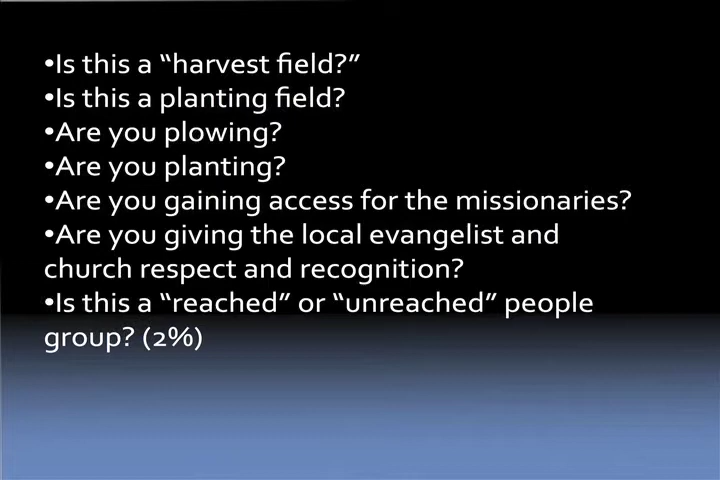 •Is this a “harvest field?”
•Is this a planting field?
•Are you plowing?
•Are you planting?
•Are you gaining access for the missionaries?
•Are you giving the local evangelist and
church respect and recognition?
•Is this a “reached” or “unreached” people
group? (2%)